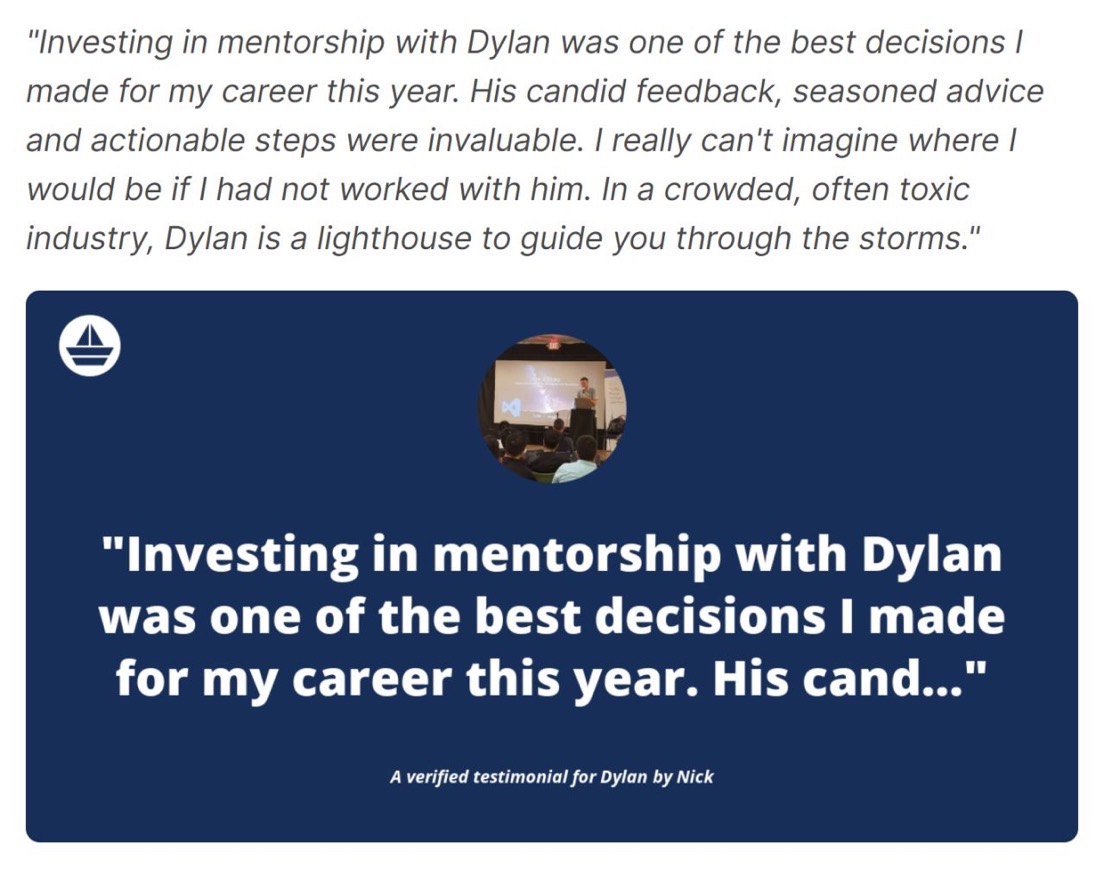 "Investing in mentorship with Dylan was one of the best decisions I
made for my career this year. His candid feedback, seasoned advice
and actionable steps were invaluable. I really can't imagine where I
would be if I had not worked with him. In a crowded, often toxic
industry, Dylan is a lighthouse to guide you through the storms."
"Investing in mentorship with Dylan
was one of the best decisions I made
for my career this year. His cand..."
A verified testimonial for Dylan by Nick